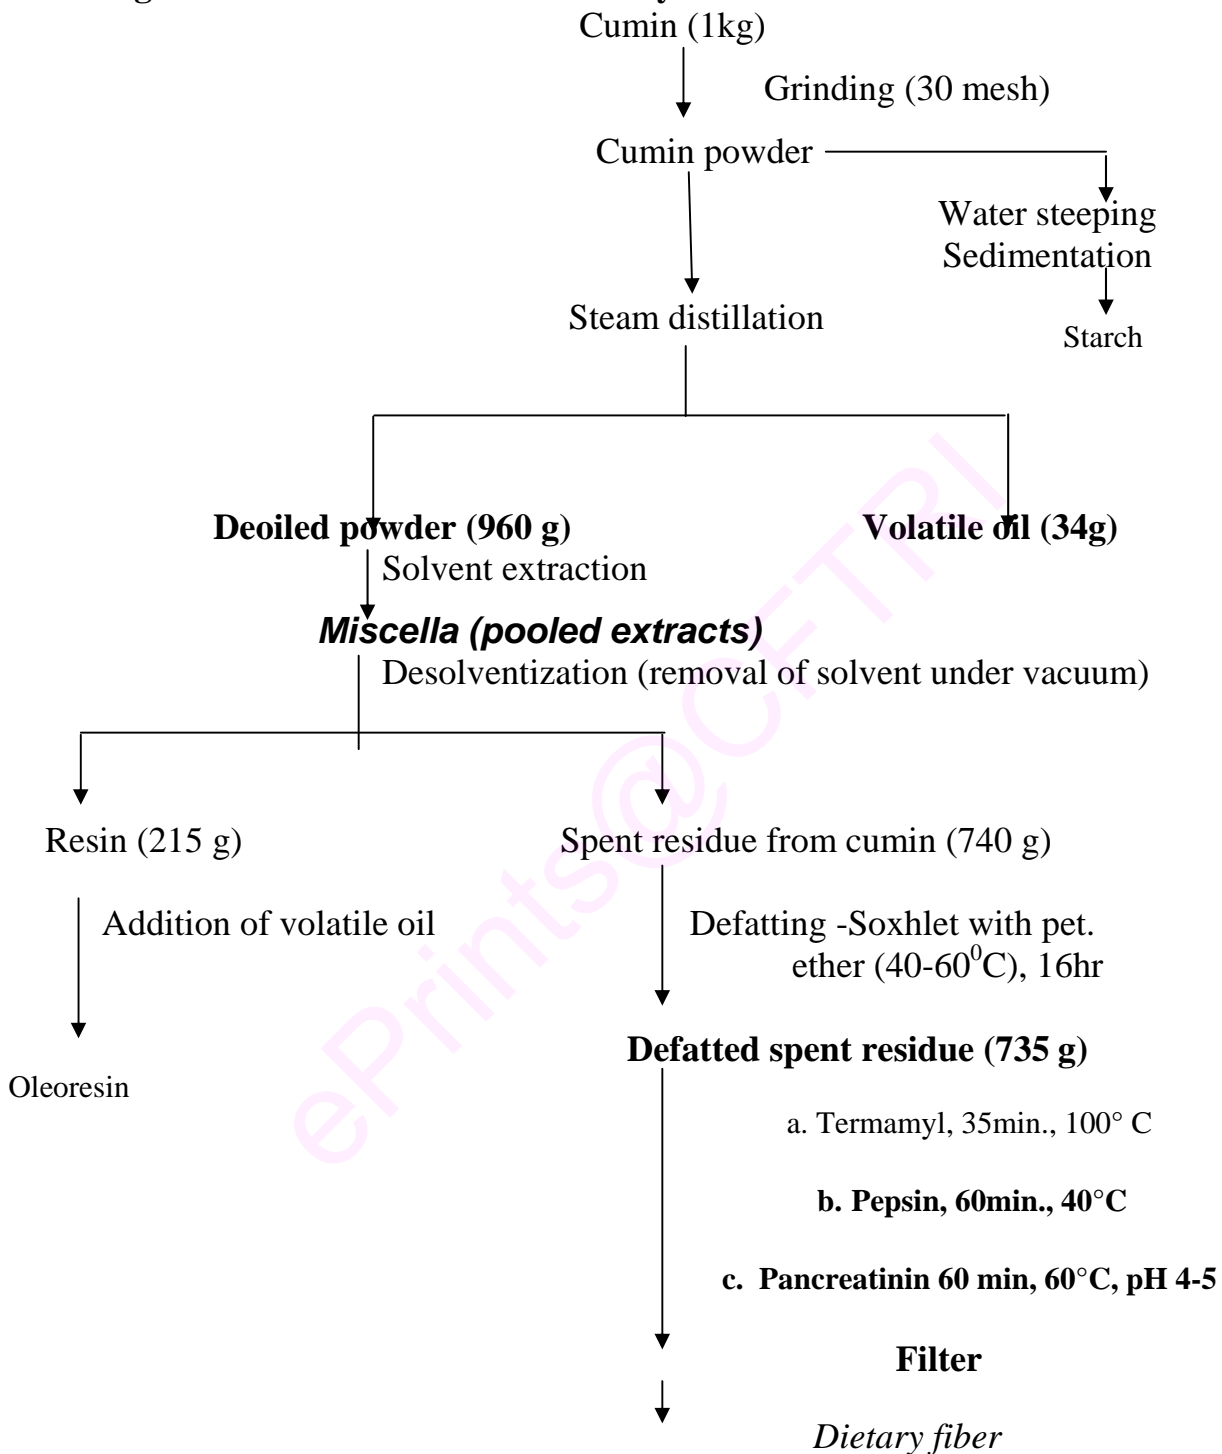 Cumin (1kg)
Grinding (30 mesh)
Cumin powder
Water steeping
Sedimentation
Steam distillation
Starch
Deoiled powder (960 g)
Volatile oil (34g)
Solvent extraction
Miscella (pooled extracts)
Desolventization (removal of solvent under vacuum)
Resin (215 g)
Spent residue from cumin (740 g)
Addition of volatile oil
Defatting -Soxhlet with pet.
ether (40-60⁰C), 16hr
Defatted spent residue (735 g)
Oleoresin
a. Termamyl, 35min., 100° C
b. Pepsin, 60min., 40°C
c. Pancreatinin 60 min, 60°C, pH 4-5
Filter
Dietary fiber
ePrints@CFTRI